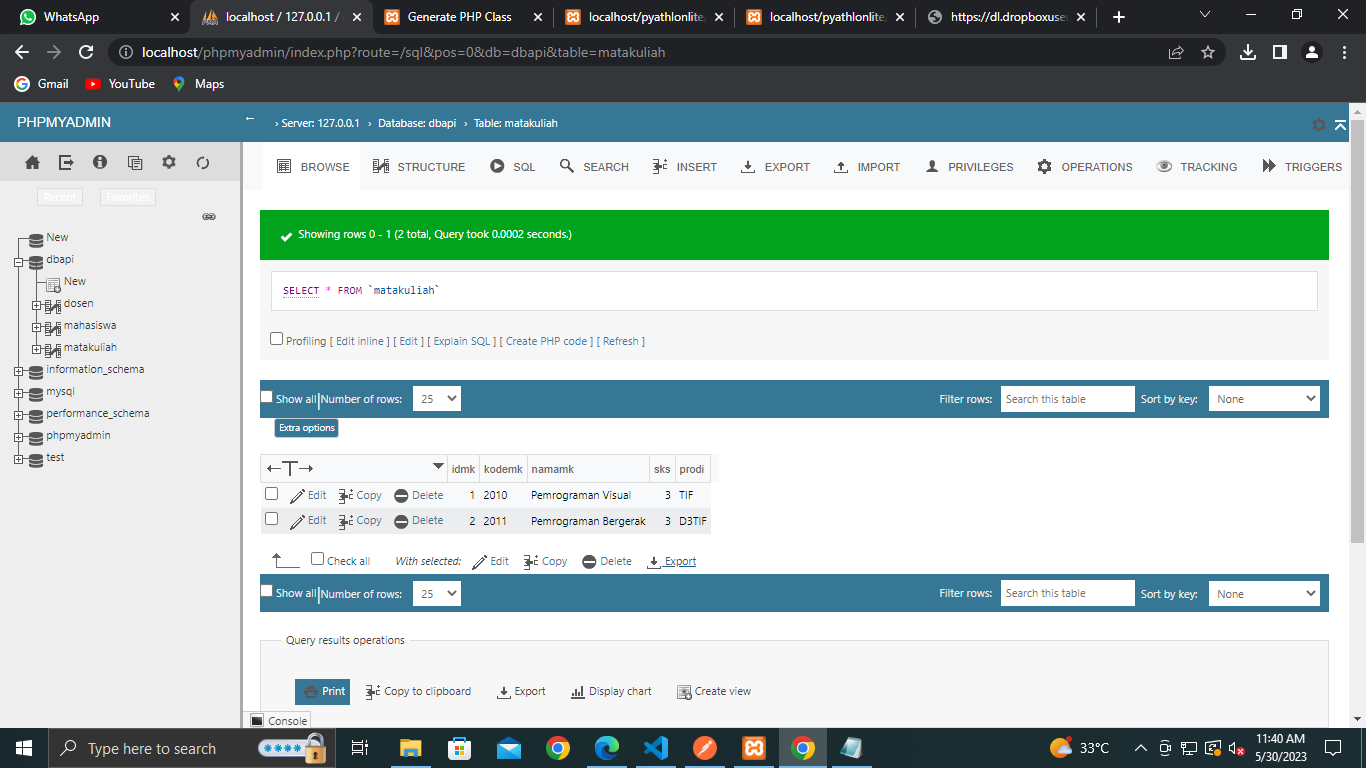 WhatsApp
localhost / 127.0.0.1 /
Generate PHP Class
localhost/pyathlonlite
localhost/pyathlonlite
https://dl.dropboxuse
localhost/phpmyadmin/index.php?route=/sql&pos=0&db=dbapi&table=matakuliah
Gmail
YouTube
Maps
PHPMYADMIN
Recent
Favorites
New
dbapi
New
dosen
mahasiswa
matakuliah
information_schema
mysql
performance_schema
phpmyadmin
test
← › Server: 127.0.0.1 › Database: dbapi › Table: matakuliah
BROWSE STRUCTURE SQL SEARCH INSERT EXPORT IMPORT PRIVILEGES OPERATIONS TRACKING TRIGGERS
Showing rows 0 - 1 (2 total, Query took 0.0002 seconds.)
SELECT * FROM `matakuliah`
Profiling [ Edit inline ] [ Edit ] [ Explain SQL ] [ Create PHP code ] [ Refresh ]
Show all | Number of rows: 25 Filter rows: Search this table Sort by key: None
Extra options
←T→ idmk kodemk namamk sks prodi
Edit Copy Delete 1 2010 Pemrograman Visual 3 TIF
Edit Copy Delete 2 2011 Pemrograman Bergerak 3 D3TIF
Check all With selected: Edit Copy Delete Export
Show all | Number of rows: 25 Filter rows: Search this table Sort by key: None
Query results operations
Print Copy to clipboard Export Display chart Create view
Console
Type here to search
33°C
11:40 AM
5/30/2023